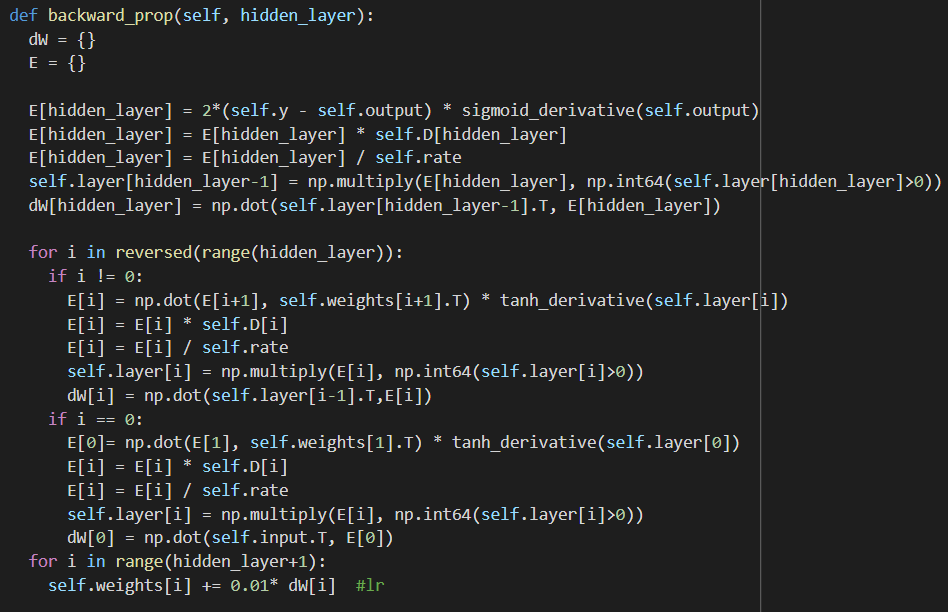 def backward_prop(self, hidden_layer):
  dW = {}
  E = {}

  E[hidden_layer] = 2*(self.y - self.output) * sigmoid_derivative(self.output)
  E[hidden_layer] = E[hidden_layer] * self.D[hidden_layer]
  E[hidden_layer] = E[hidden_layer] / self.rate
  self.layer[hidden_layer-1] = np.multiply(E[hidden_layer], np.int64(self.layer[hidden_layer]>0))
  dW[hidden_layer] = np.dot(self.layer[hidden_layer-1].T, E[hidden_layer])

  for i in reversed(range(hidden_layer)):
    if i != 0:
      E[i] = np.dot(E[i+1], self.weights[i+1].T) * tanh_derivative(self.layer[i])
      E[i] = E[i] * self.D[i]
      E[i] = E[i] / self.rate
      self.layer[i] = np.multiply(E[i], np.int64(self.layer[i]>0))
      dW[i] = np.dot(self.layer[i-1].T,E[i])
    if i == 0:
      E[0]= np.dot(E[1], self.weights[1].T) * tanh_derivative(self.layer[0])
      E[i] = E[i] * self.D[i]
      E[i] = E[i] / self.rate
      self.layer[i] = np.multiply(E[i], np.int64(self.layer[i]>0))
      dW[0] = np.dot(self.input.T, E[0])
  for i in range(hidden_layer+1):
    self.weights[i] += 0.01* dW[i]  #lr